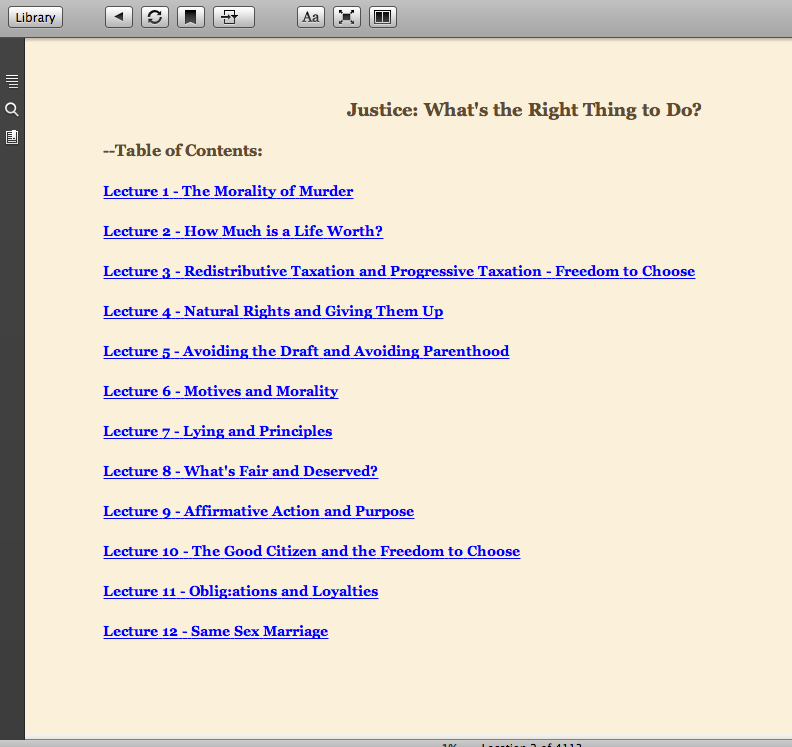 Library
Aa
Justice: What's the Right Thing to Do?
--Table of Contents:
Lecture 1 - The Morality of Murder
Lecture 2 - How Much is a Life Worth?
Lecture 3 - Redistributive Taxation and Progressive Taxation - Freedom to Choose
Lecture 4 - Natural Rights and Giving Them Up
Lecture 5 - Avoiding the Draft and Avoiding Parenthood
Lecture 6 - Motives and Morality
Lecture 7 - Lying and Principles
Lecture 8 - What's Fair and Deserved?
Lecture 9 - Affirmative Action and Purpose
Lecture 10 - The Good Citizen and the Freedom to Choose
Lecture 11 - Oblig:ations and Loyalties
Lecture 12 - Same Sex Marriage
1% Location 2 of 4113